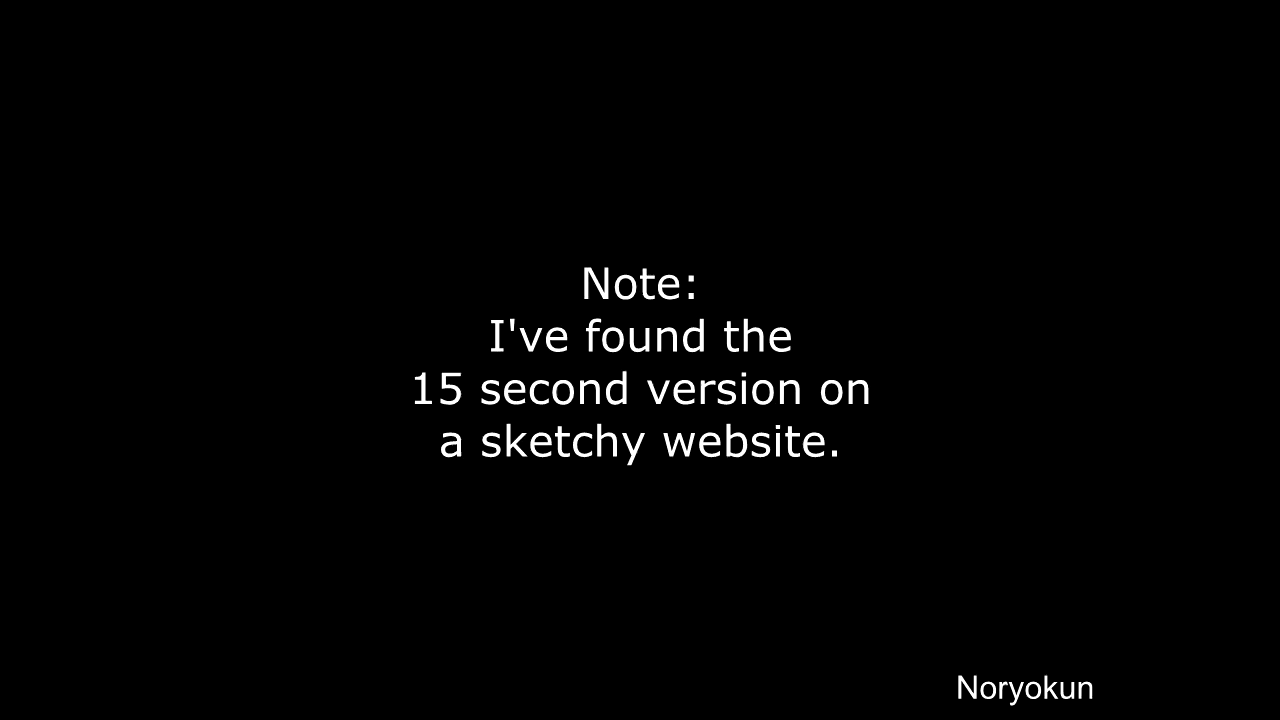 Note:
I've found the
15 second version on
a sketchy website.
Noryokun